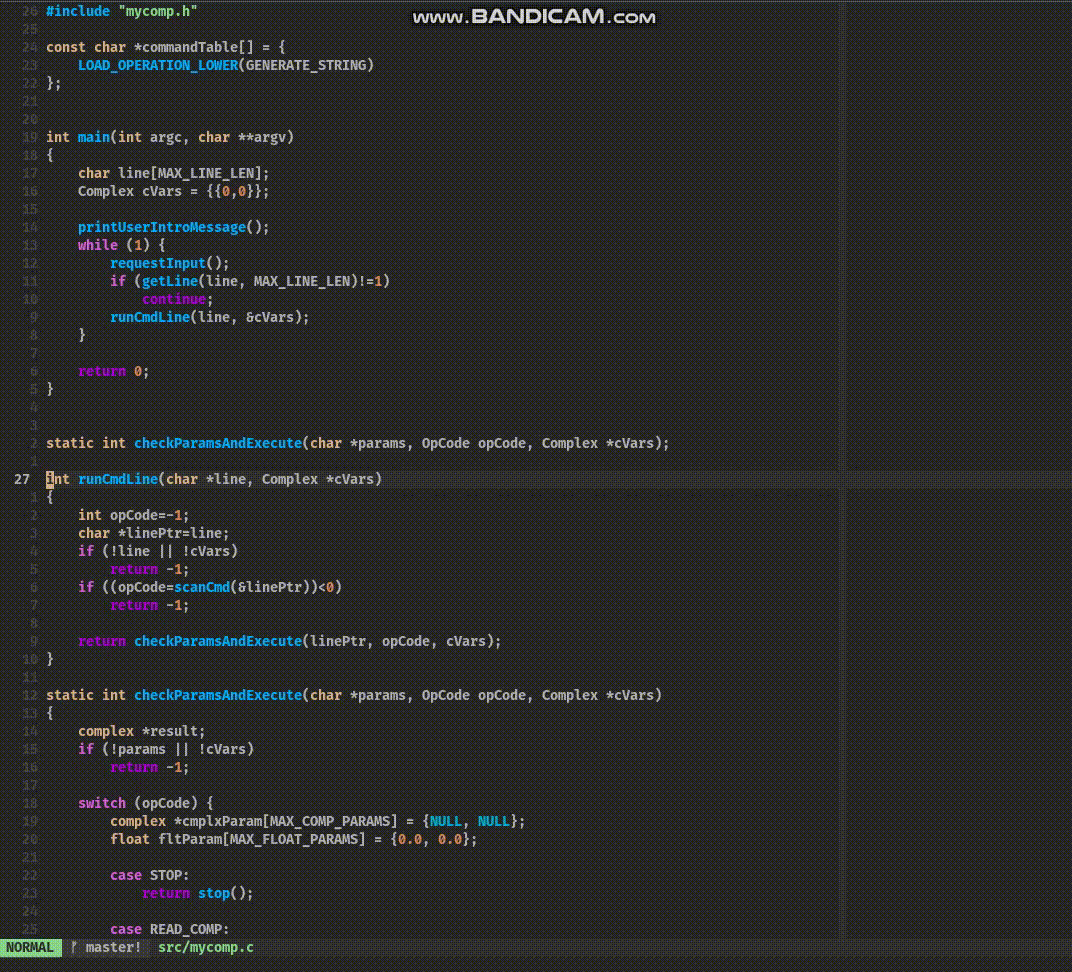 www.BANDICAM.com
26 #include "mycomp.h"
25
24 const char *commandTable[] = {
23     LOAD_OPERATION_LOWER(GENERATE_STRING)
22 };
21
20
19 int main(int argc, char **argv)
18 {
17     char line[MAX_LINE_LEN];
16     Complex cVars = {{0,0}};
15
14     printUserIntroMessage();
13     while (1) {
12         requestInput();
11         if (getLine(line, MAX_LINE_LEN)!=1)
10             continue;
9         runCmdLine(line, &cVars);
8     }
7
6     return 0;
5 }
4
3
2 static int checkParamsAndExecute(char *params, OpCode opCode, Complex *cVars);
1
27 int runCmdLine(char *line, Complex *cVars)
1 {
2     int opCode=-1;
3     char *linePtr=line;
4     if (!line || !cVars)
5         return -1;
6     if ((opCode=scanCmd(&linePtr))<0)
7         return -1;
8
9     return checkParamsAndExecute(linePtr, opCode, cVars);
10 }
11
12 static int checkParamsAndExecute(char *params, OpCode opCode, Complex *cVars)
13 {
14     complex *result;
15     if (!params || !cVars)
16         return -1;
17
18     switch (opCode) {
19         complex *cmplxParam[MAX_COMP_PARAMS] = {NULL, NULL};
20         float fltParam[MAX_FLOAT_PARAMS] = {0.0, 0.0};
21
22         case STOP:
23             return stop();
24
25         case READ_COMP:
NORMAL master! src/mycomp.c